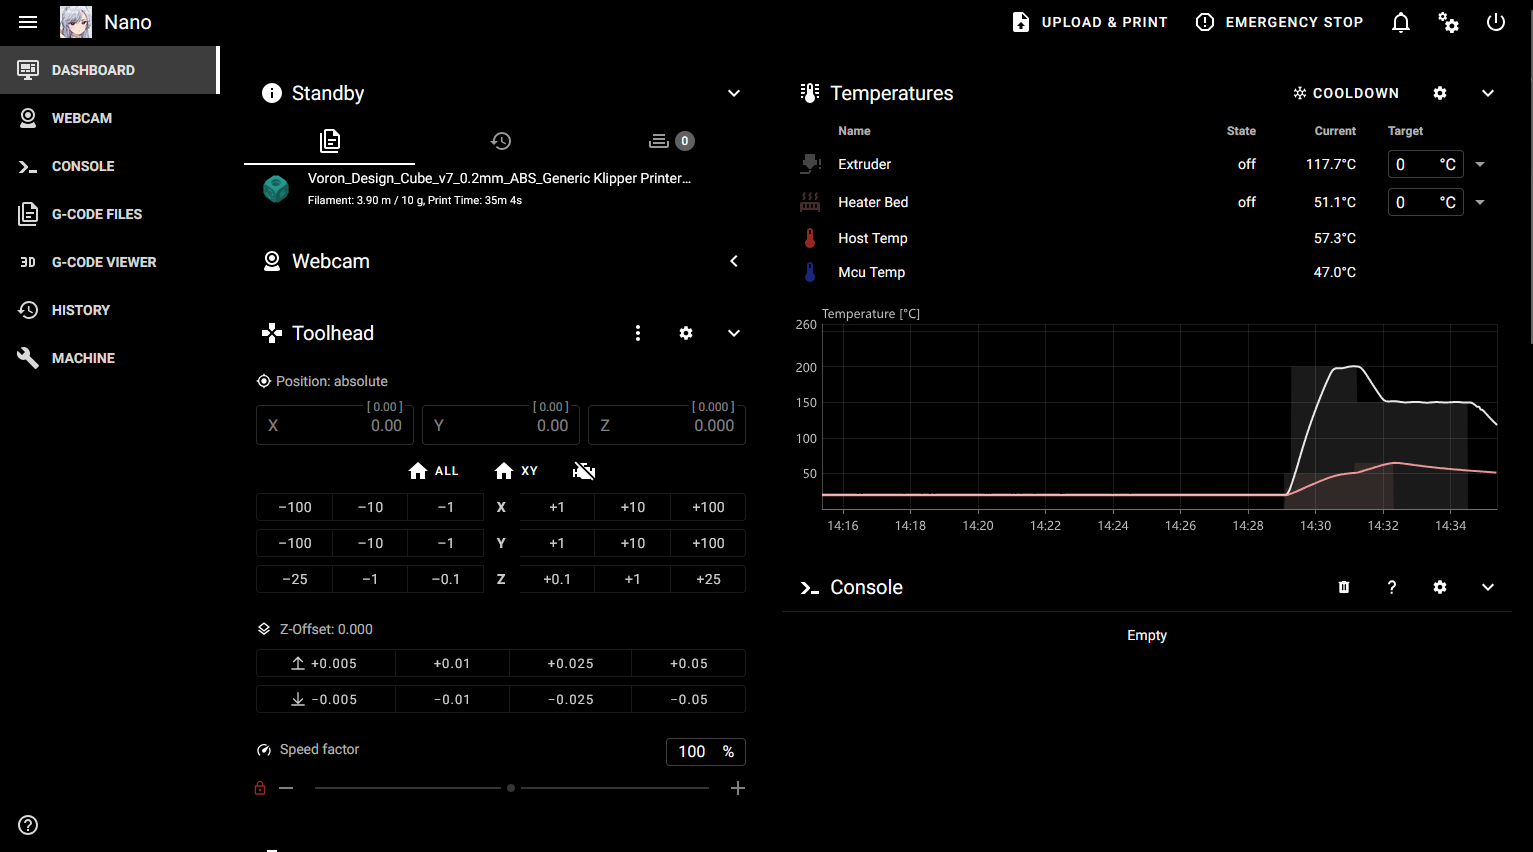 Nano
UPLOAD & PRINT
EMERGENCY STOP
DASHBOARD
WEBCAM
CONSOLE
G-CODE FILES
3D G-CODE VIEWER
HISTORY
MACHINE
Standby
0
Voron_Design_Cube_v7_0.2mm_ABS_Generic Klipper Printer...
Filament: 3.90 m / 10 g, Print Time: 35m 4s
Webcam
Toolhead
Position: absolute
[ 0.00 ] [ 0.00 ] [ 0.000 ]
X 0.00 Y 0.00 Z 0.000
ALL XY
−100 −10 −1 X +1 +10 +100
−100 −10 −1 Y +1 +10 +100
−25 −1 −0.1 Z +0.1 +1 +25
Z-Offset: 0.000
+0.005 +0.01 +0.025 +0.05
−0.005 −0.01 −0.025 −0.05
Speed factor 100 %
Temperatures
COOLDOWN
Name State Current Target
Extruder off 117.7°C 0 °C
Heater Bed off 51.1°C 0 °C
Host Temp 57.3°C
Mcu Temp 47.0°C
Temperature [°C]
260
200
150
100
50
14:16 14:18 14:20 14:22 14:24 14:26 14:28 14:30 14:32 14:34
Console
?
Empty